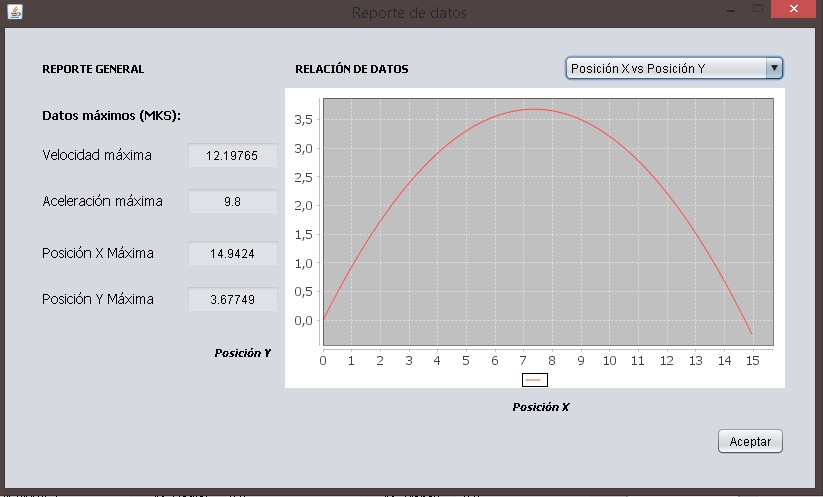 Reporte de datos
REPORTE GENERAL
RELACIÓN DE DATOS
Posición X vs Posición Y
Datos máximos (MKS):
Velocidad máxima 12.19765
Aceleración máxima 9.8
Posición X Máxima 14.9424
Posición Y Máxima 3.67749
Posición Y
3,5
3,0
2,5
2,0
1,5
1,0
0,5
0,0
0 1 2 3 4 5 6 7 8 9 10 11 12 13 14 15
Posición X
Aceptar